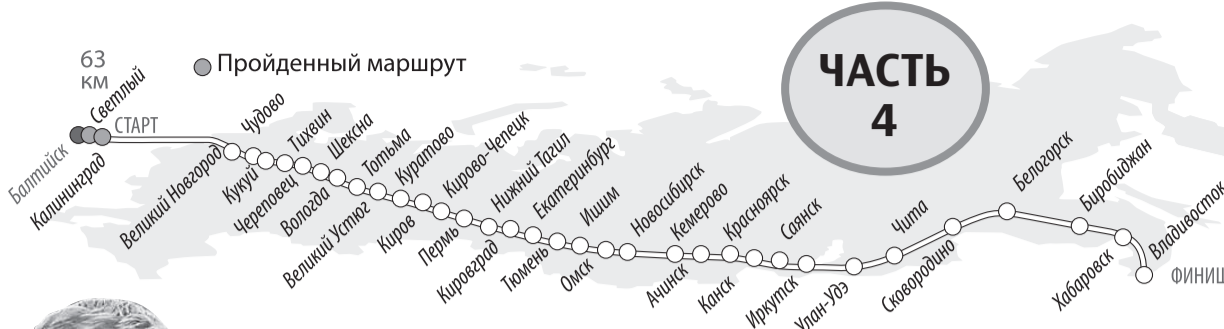 63
км
Пройденный маршрут
ЧАСТЬ
4
Балтийск
Светлый
Калининград
СТАРТ
Великий Новгород
Чудово
Кукуй
Тихвин
Череповец
Шексна
Вологда
Тотьма
Великий Устюг
Куратово
Киров
Кирово-Чепецк
Пермь
Нижний Тагил
Кировград
Екатеринбург
Тюмень
Ишим
Омск
Новосибирск
Ачинск
Кемерово
Канск
Красноярск
Иркутск
Саянск
Улан-Удэ
Чита
Сковородино
Белогорск
Биробиджан
Хабаровск
Владивосток
ФИНИШ